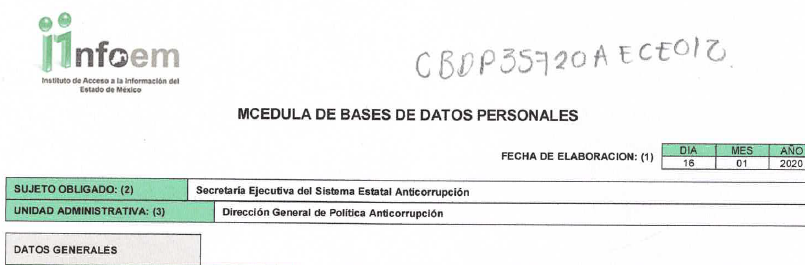 infoem
Instituto de Acceso a la Información del
Estado de México
CBDP35720AECE012
MCEDULA DE BASES DE DATOS PERSONALES
FECHA DE ELABORACION: (1) DIA MES AÑO
16 01 2020
SUJETO OBLIGADO: (2) Secretaría Ejecutiva del Sistema Estatal Anticorrupción
UNIDAD ADMINISTRATIVA: (3) Dirección General de Política Anticorrupción
DATOS GENERALES